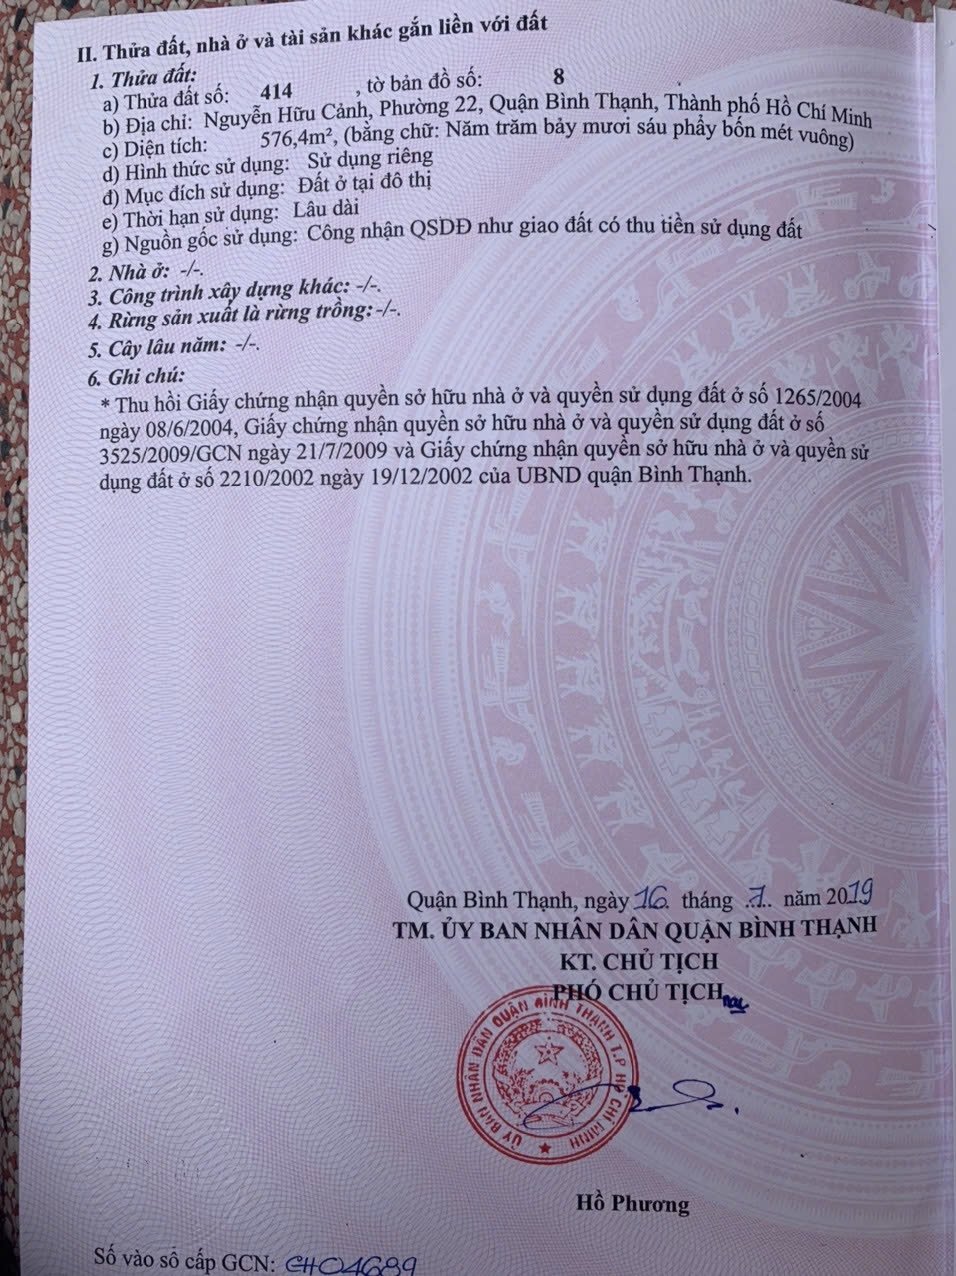 II. Thửa đất, nhà ở và tài sản khác gắn liền với đất
1. Thửa đất:
a) Thửa đất số: 414 , tờ bản đồ số: 8
b) Địa chỉ: Nguyễn Hữu Cảnh, Phường 22, Quận Bình Thạnh, Thành phố Hồ Chí Minh
c) Diện tích: 576,4m², (bằng chữ: Năm trăm bảy mươi sáu phẩy bốn mét vuông)
d) Hình thức sử dụng: Sử dụng riêng
đ) Mục đích sử dụng: Đất ở tại đô thị
e) Thời hạn sử dụng: Lâu dài
g) Nguồn gốc sử dụng: Công nhận QSDĐ như giao đất có thu tiền sử dụng đất
2. Nhà ở: -/-.
3. Công trình xây dựng khác: -/-.
4. Rừng sản xuất là rừng trồng: -/-.
5. Cây lâu năm: -/-.
6. Ghi chú:
* Thu hồi Giấy chứng nhận quyền sở hữu nhà ở và quyền sử dụng đất ở số 1265/2004
ngày 08/6/2004, Giấy chứng nhận quyền sở hữu nhà ở và quyền sử dụng đất ở số
3525/2009/GCN ngày 21/7/2009 và Giấy chứng nhận quyền sở hữu nhà ở và quyền sử
dụng đất ở số 2210/2002 ngày 19/12/2002 của UBND quận Bình Thạnh.
Quận Bình Thạnh, ngày 16 tháng .7. năm 2019
TM. ỦY BAN NHÂN DÂN QUẬN BÌNH THẠNH
KT. CHỦ TỊCH
PHÓ CHỦ TỊCH
ỦY BAN NHÂN DÂN QUẬN BÌNH THẠNH T.P HỒ CHÍ MINH
Hồ Phương
Số vào sổ cấp GCN: CH04689